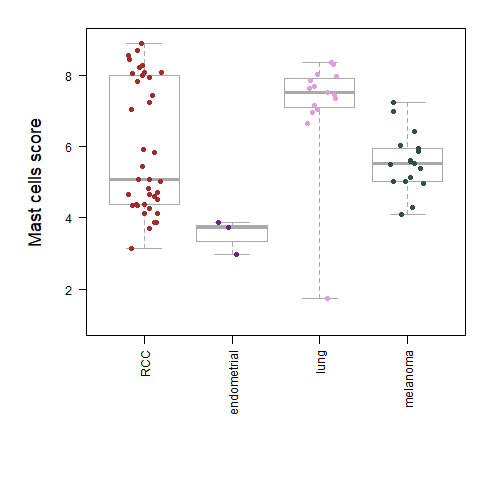 Mast cells score
8
6
4
2
RCC
endometrial
lung
melanoma